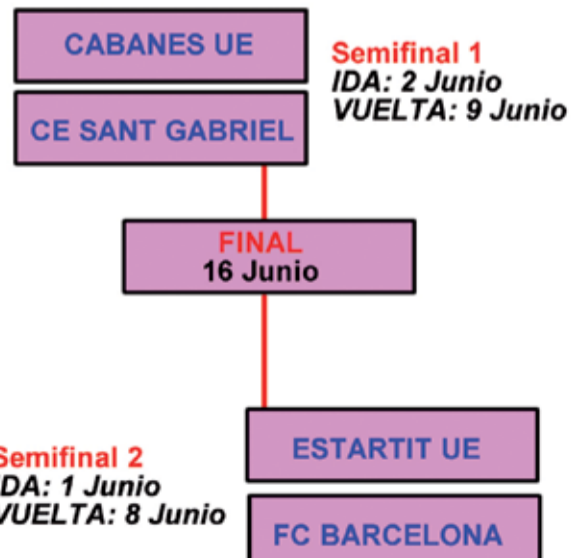 CABANES UE
Semifinal 1
IDA: 2 Junio
VUELTA: 9 Junio
CE SANT GABRIEL
FINAL
16 Junio
ESTARTIT UE
Semifinal 2
IDA: 1 Junio
VUELTA: 8 Junio
FC BARCELONA